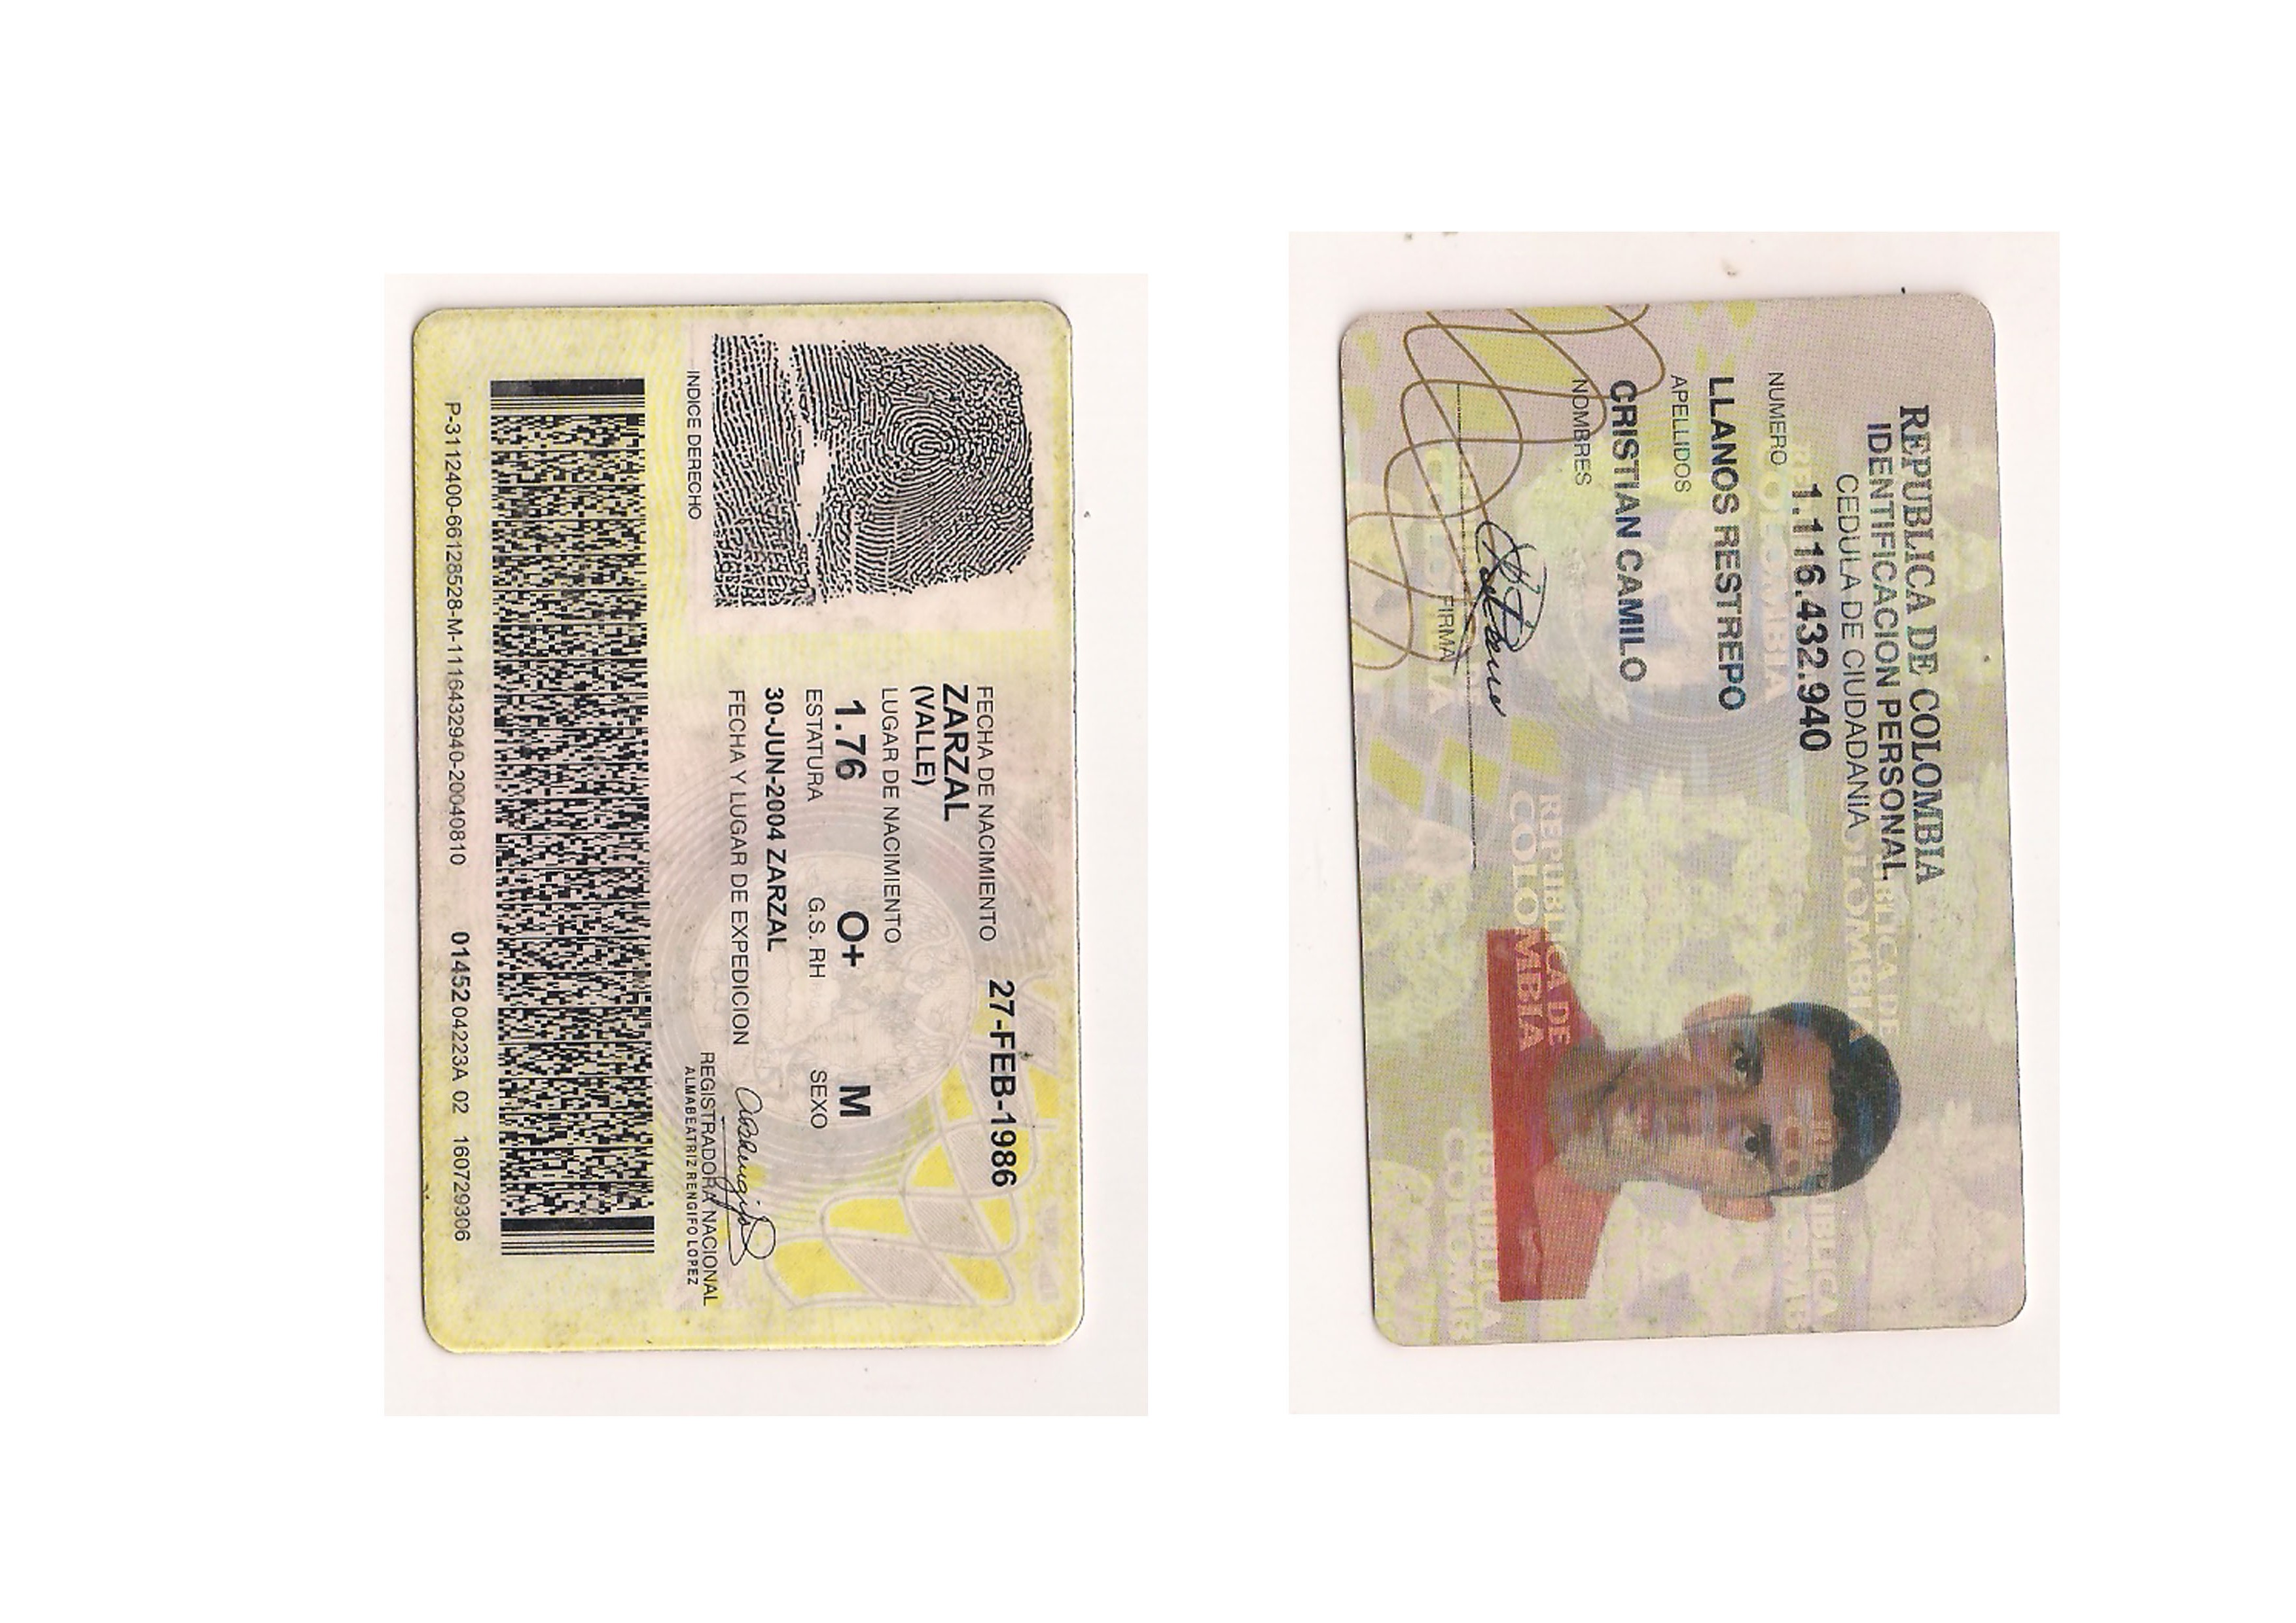 REPUBLICA DE COLOMBIA
IDENTIFICACION PERSONAL
CEDULA DE CIUDADANIA
NUMERO 1.116.432.940
LLANOS RESTREPO
APELLIDOS
CRISTIAN CAMILO
NOMBRES
FIRMA
REPUBLICA DE
COLOMBIA
INDICE DERECHO
FECHA DE NACIMIENTO 27-FEB-1986
ZARZAL
(VALLE)
LUGAR DE NACIMIENTO
1.76 O+ M
ESTATURA G.S. RH SEXO
30-JUN-2004 ZARZAL
FECHA Y LUGAR DE EXPEDICION
REGISTRADORA NACIONAL
ALMABEATRIZ RENGIFO LOPEZ
P-3112400-66128528-M-1116432940-20040810 0145204223A 02 160729306